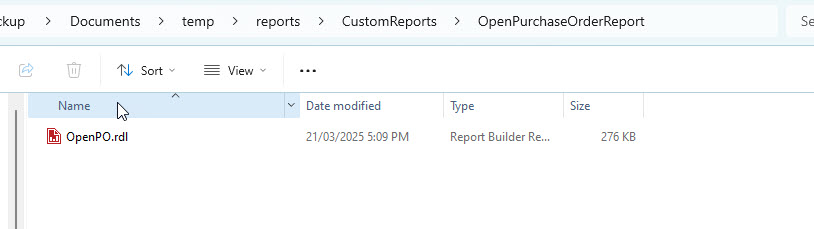 ckup > Documents > temp > reports > CustomReports > OpenPurchaseOrderReport Se
Sort View
Name Date modified Type Size
OpenPO.rdl 21/03/2025 5:09 PM Report Builder Re... 276 KB